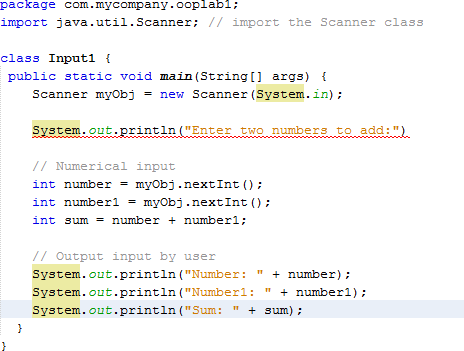 package com.mycompany.ooplab1;
import java.util.Scanner; // import the Scanner class
class Input1 {
public static void main(String[] args) {
Scanner myObj = new Scanner(System.in);
System.out.println("Enter two numbers to add:")
// Numerical input
int number = myObj.nextInt();
int number1 = myObj.nextInt();
int sum = number + number1;
// Output input by user
System.out.println("Number: " + number);
System.out.println("Number1: " + number1);
System.out.println("Sum: " + sum);
}
}